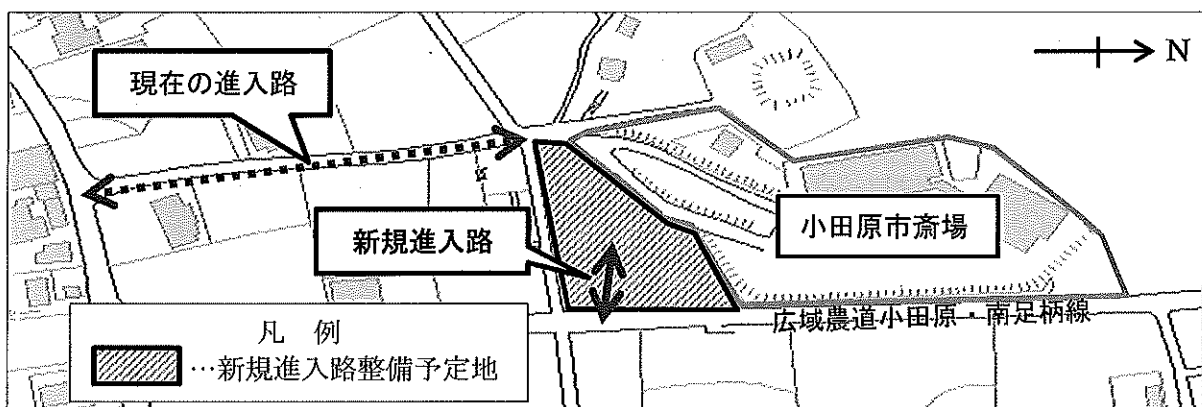 現在の進入路
N
新規進入路
小田原市斎場
広域農道小田原・南足柄線
凡 例
…新規進入路整備予定地